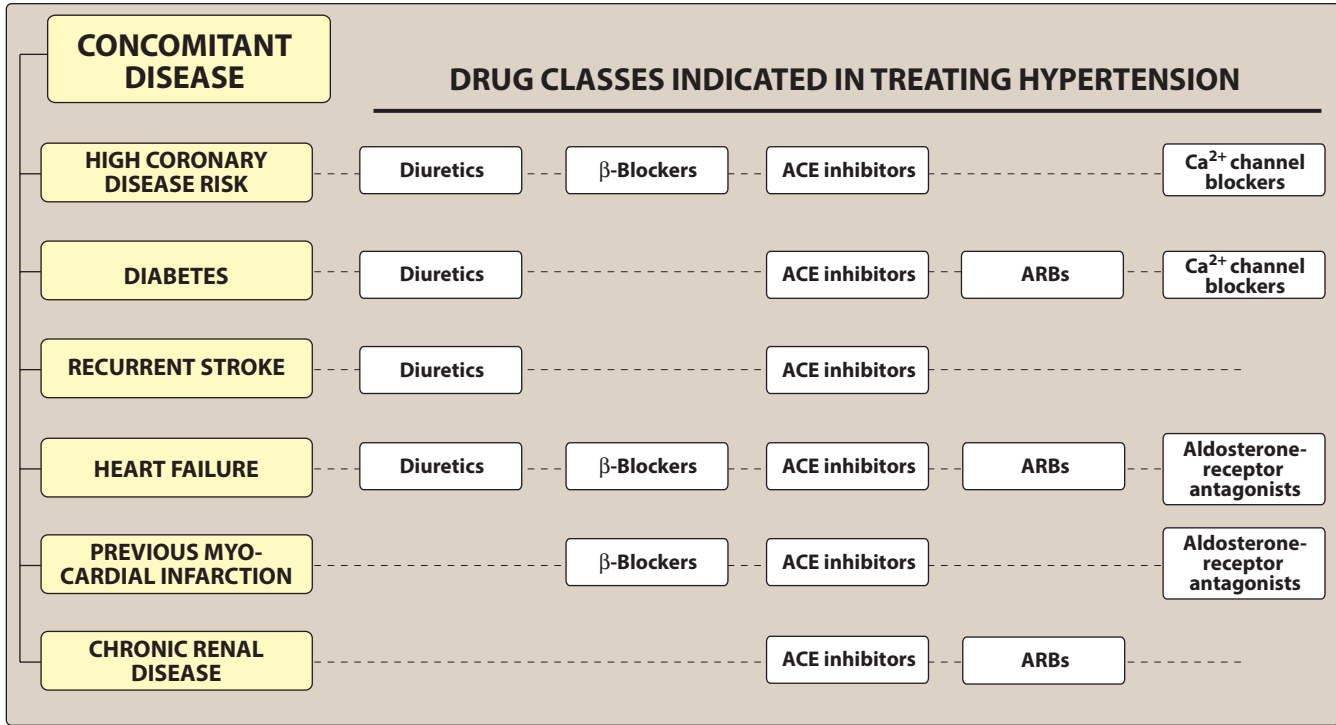 CONCOMITANT
DISEASE
DRUG CLASSES INDICATED IN TREATING HYPERTENSION
HIGH CORONARY
DISEASE RISK
Diuretics
β-Blockers
ACE inhibitors
Ca²⁺ channel
blockers
DIABETES
Diuretics
ACE inhibitors
ARBs
Ca²⁺ channel
blockers
RECURRENT STROKE
Diuretics
ACE inhibitors
HEART FAILURE
Diuretics
β-Blockers
ACE inhibitors
ARBs
Aldosterone-
receptor
antagonists
PREVIOUS MYO-
CARDIAL INFARCTION
β-Blockers
ACE inhibitors
Aldosterone-
receptor
antagonists
CHRONIC RENAL
DISEASE
ACE inhibitors
ARBs